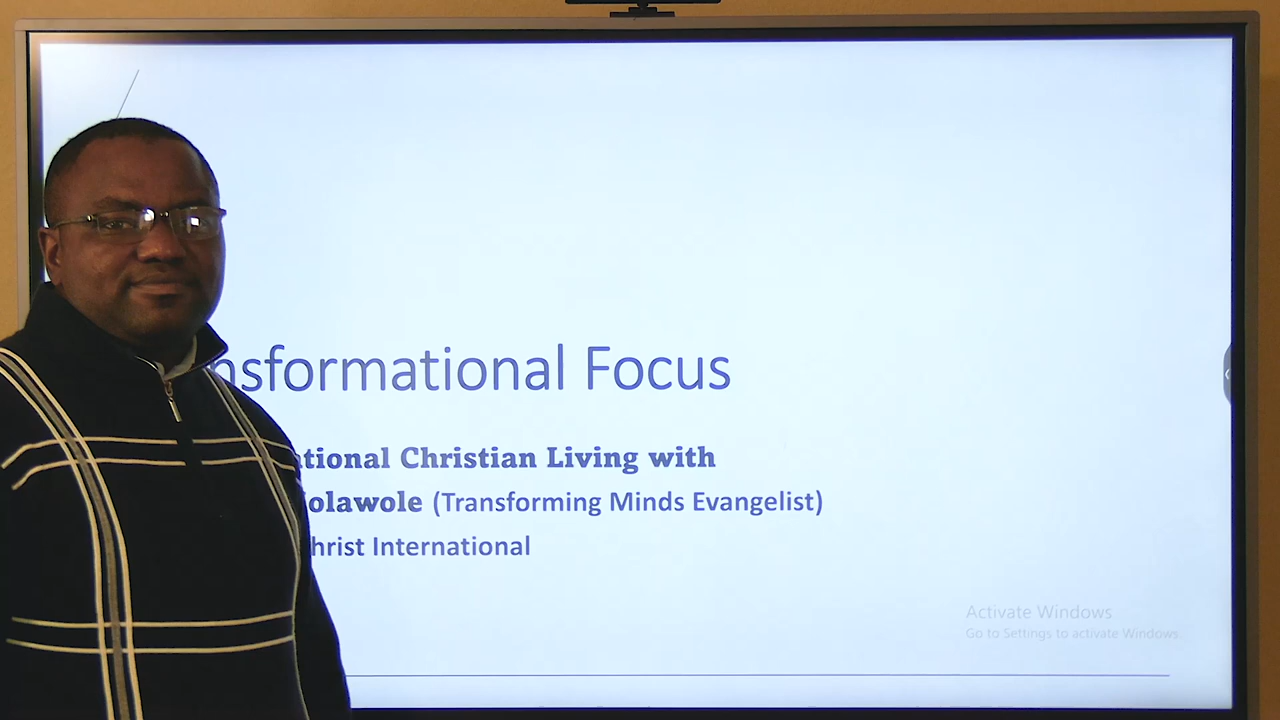 nsformational Focus
ational Christian Living with
olawole (Transforming Minds Evangelist)
hrist International
Activate Windows
Go to Settings to activate Windows.